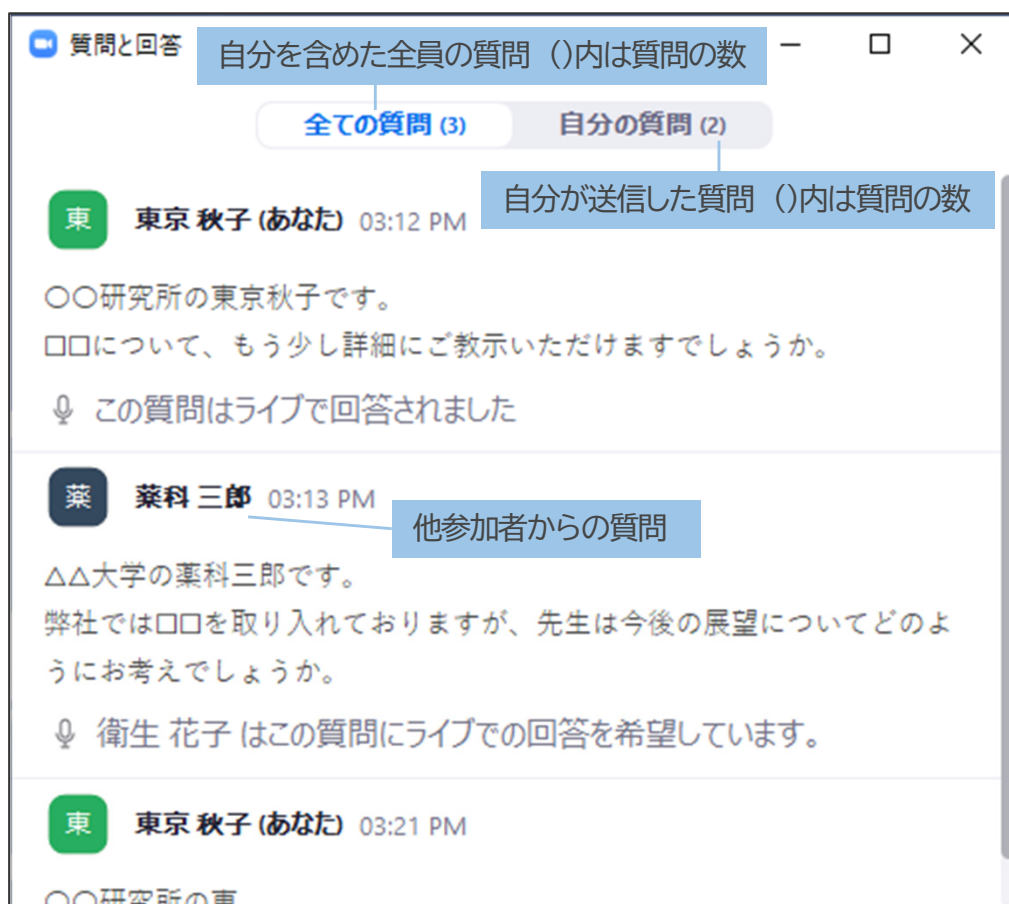 質問と回答
自分を含めた全員の質問 ()内は質問の数
全ての質問 (3)
自分の質問 (2)
自分が送信した質問 ()内は質問の数
東
東京 秋子 (あなた) 03:12 PM
〇〇研究所の東京秋子です。
□□について、もう少し詳細にご教示いただけますでしょうか。
この質問はライブで回答されました
薬
薬科 三郎 03:13 PM
他参加者からの質問
△△大学の薬科三郎です。
弊社では□□を取り入れておりますが、先生は今後の展望についてどのよ
うにお考えでしょうか。
衛生 花子 はこの質問にライブでの回答を希望しています。
東
東京 秋子 (あなた) 03:21 PM
〇〇研究所の東